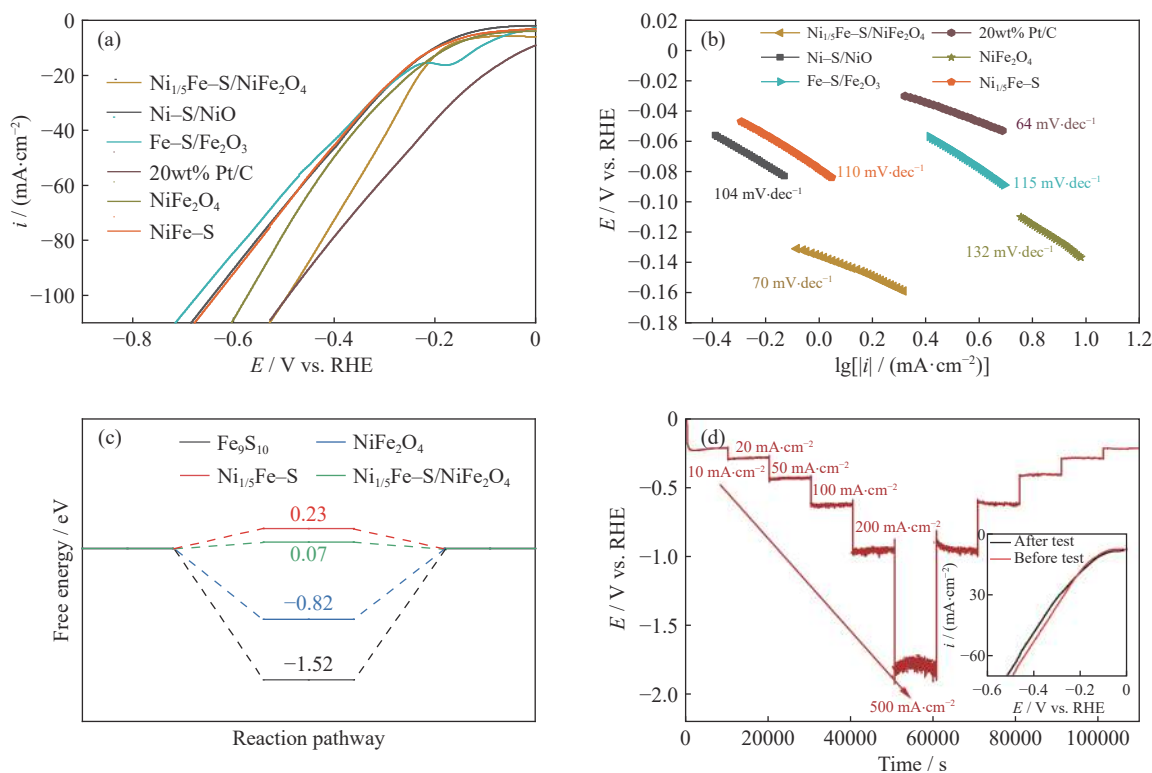 (a)
Ni₁/₅Fe–S/NiFe₂O₄
Ni–S/NiO
Fe–S/Fe₂O₃
20wt% Pt/C
NiFe₂O₄
NiFe–S
0
−20
−40
−60
−80
−100
i / (mA·cm⁻²)
−0.8
−0.6
−0.4
−0.2
0
E / V vs. RHE
(b)
Ni₁/₅Fe–S/NiFe₂O₄
Ni–S/NiO
Fe–S/Fe₂O₃
20wt% Pt/C
NiFe₂O₄
Ni₁/₅Fe–S
64 mV·dec⁻¹
110 mV·dec⁻¹
115 mV·dec⁻¹
104 mV·dec⁻¹
132 mV·dec⁻¹
70 mV·dec⁻¹
0.02
0
−0.02
−0.04
−0.06
−0.08
−0.10
−0.12
−0.14
−0.16
−0.18
E / V vs. RHE
−0.6
−0.4
−0.2
0.0
0.2
0.4
0.6
0.8
1.0
1.2
lg[|i| / (mA·cm⁻²)]
(c)
Fe₉S₁₀
NiFe₂O₄
Ni₁/₅Fe–S
Ni₁/₅Fe–S/NiFe₂O₄
0.23
0.07
−0.82
−1.52
Free energy / eV
Reaction pathway
(d)
20 mA·cm⁻²
10 mA·cm⁻²
50 mA·cm⁻²
100 mA·cm⁻²
200 mA·cm⁻²
500 mA·cm⁻²
0
−0.5
−1.0
−1.5
−2.0
E / V vs. RHE
0
20000
40000
60000
80000
100000
Time / s
After test
Before test
0
30
−60
i / (mA·cm⁻²)
−0.6
−0.4
−0.2
0
E / V vs. RHE